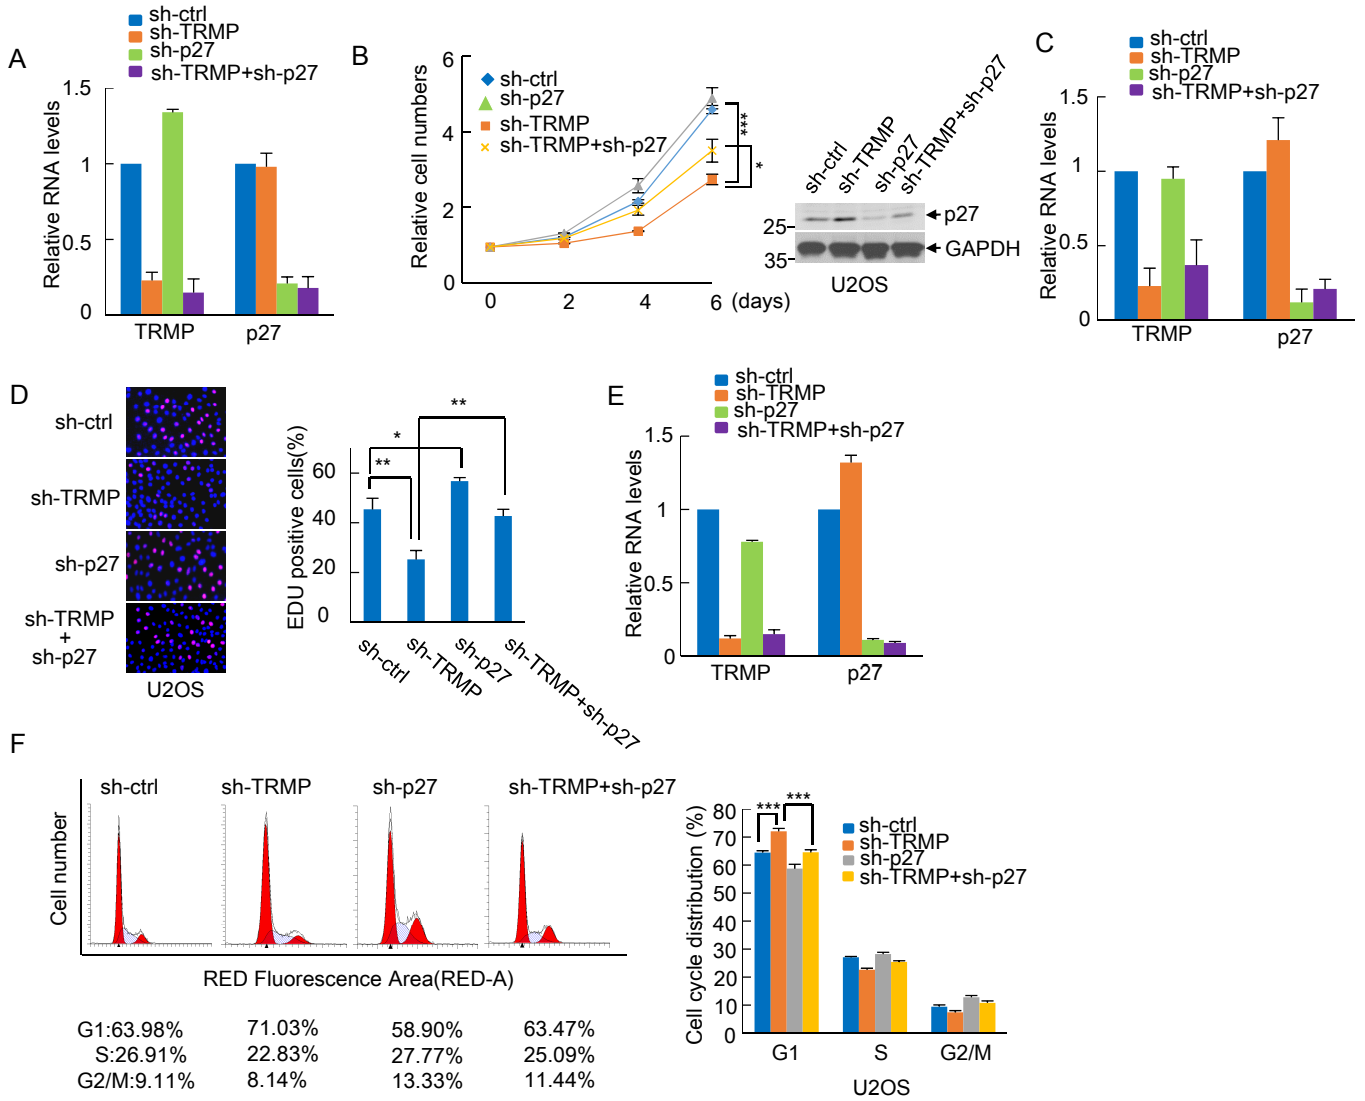 A
sh-ctrl
sh-TRMP
sh-p27
sh-TRMP+sh-p27
Relative RNA levels
1.5
1
0.5
0
TRMP
p27
B
Relative cell numbers
6
4
2
0
sh-ctrl
sh-p27
sh-TRMP
sh-TRMP+sh-p27
***
*
0
2
4
6
(days)
sh-ctrl
sh-TRMP
sh-p27
sh-TRMP+sh-p27
25
35
p27
GAPDH
U2OS
C
sh-ctrl
sh-TRMP
sh-p27
sh-TRMP+sh-p27
Relative RNA levels
1.5
1
0.5
0
TRMP
p27
D
sh-ctrl
sh-TRMP
sh-p27
sh-TRMP
+
sh-p27
U2OS
EDU positive cells(%)
60
40
20
0
**
*
**
sh-ctrl
sh-TRMP
sh-p27
sh-TRMP+sh-p27
E
sh-ctrl
sh-TRMP
sh-p27
sh-TRMP+sh-p27
Relative RNA levels
1.5
1
0.5
0
TRMP
p27
F
sh-ctrl
sh-TRMP
sh-p27
sh-TRMP+sh-p27
Cell number
RED Fluorescence Area(RED-A)
G1:63.98% 71.03% 58.90% 63.47%
S:26.91% 22.83% 27.77% 25.09%
G2/M:9.11% 8.14% 13.33% 11.44%
Cell cycle distribution (%)
80
70
60
50
40
30
20
10
0
***
***
sh-ctrl
sh-TRMP
sh-p27
sh-TRMP+sh-p27
G1
S
G2/M
U2OS